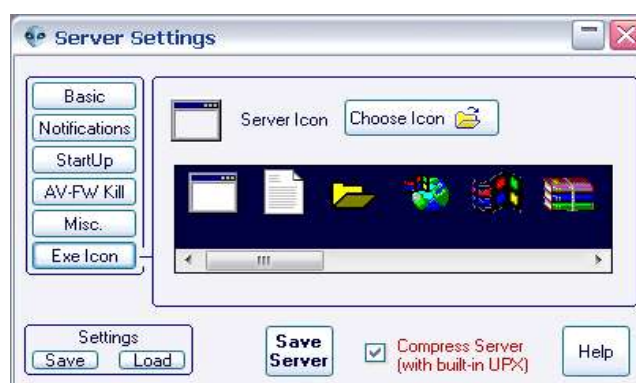 Server Settings
Basic
Notifications
StartUp
AV-FW Kill
Misc.
Exe Icon
Server Icon
Choose Icon
Settings
Save
Load
Save
Server
Compress Server
(with built-in UPX)
Help